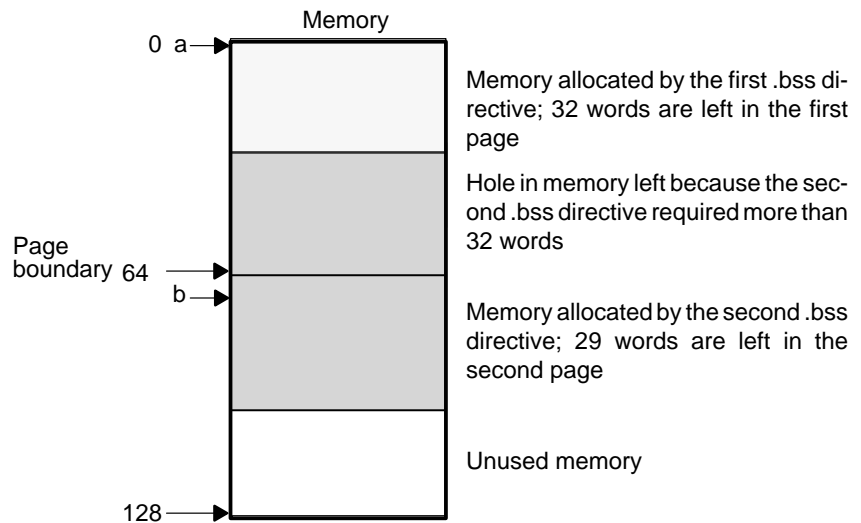 Memory
0 a
Memory allocated by the first .bss di-
rective; 32 words are left in the first
page
Hole in memory left because the sec-
ond .bss directive required more than
32 words
Page
boundary 64
b
Memory allocated by the second .bss
directive; 29 words are left in the
second page
Unused memory
128